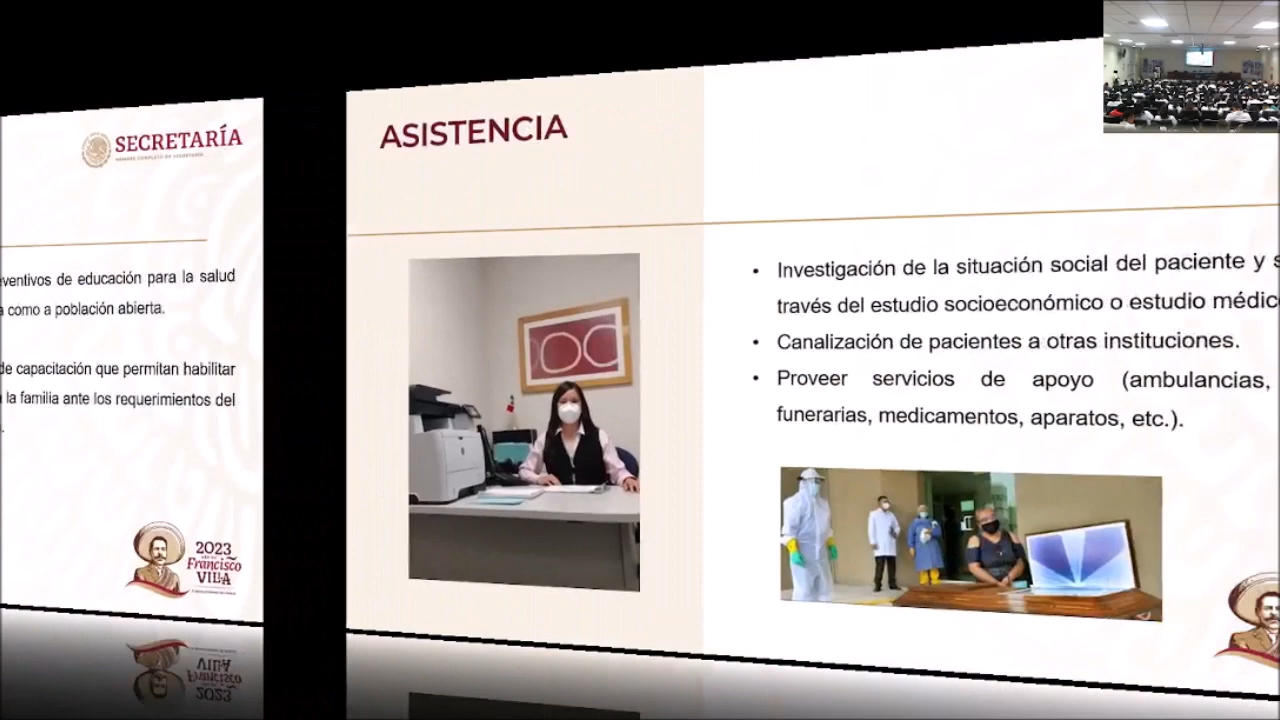 SECRETARÍA
eventivos de educación para la salud
a como a población abierta.
de capacitación que permitan habilitar
la familia ante los requerimientos del
2023
Francisco
VILLA
ASISTENCIA
• Investigación de la situación social del paciente y s
través del estudio socioeconómico o estudio médic
• Canalización de pacientes a otras instituciones.
• Proveer servicios de apoyo (ambulancias,
funerarias, medicamentos, aparatos, etc.).